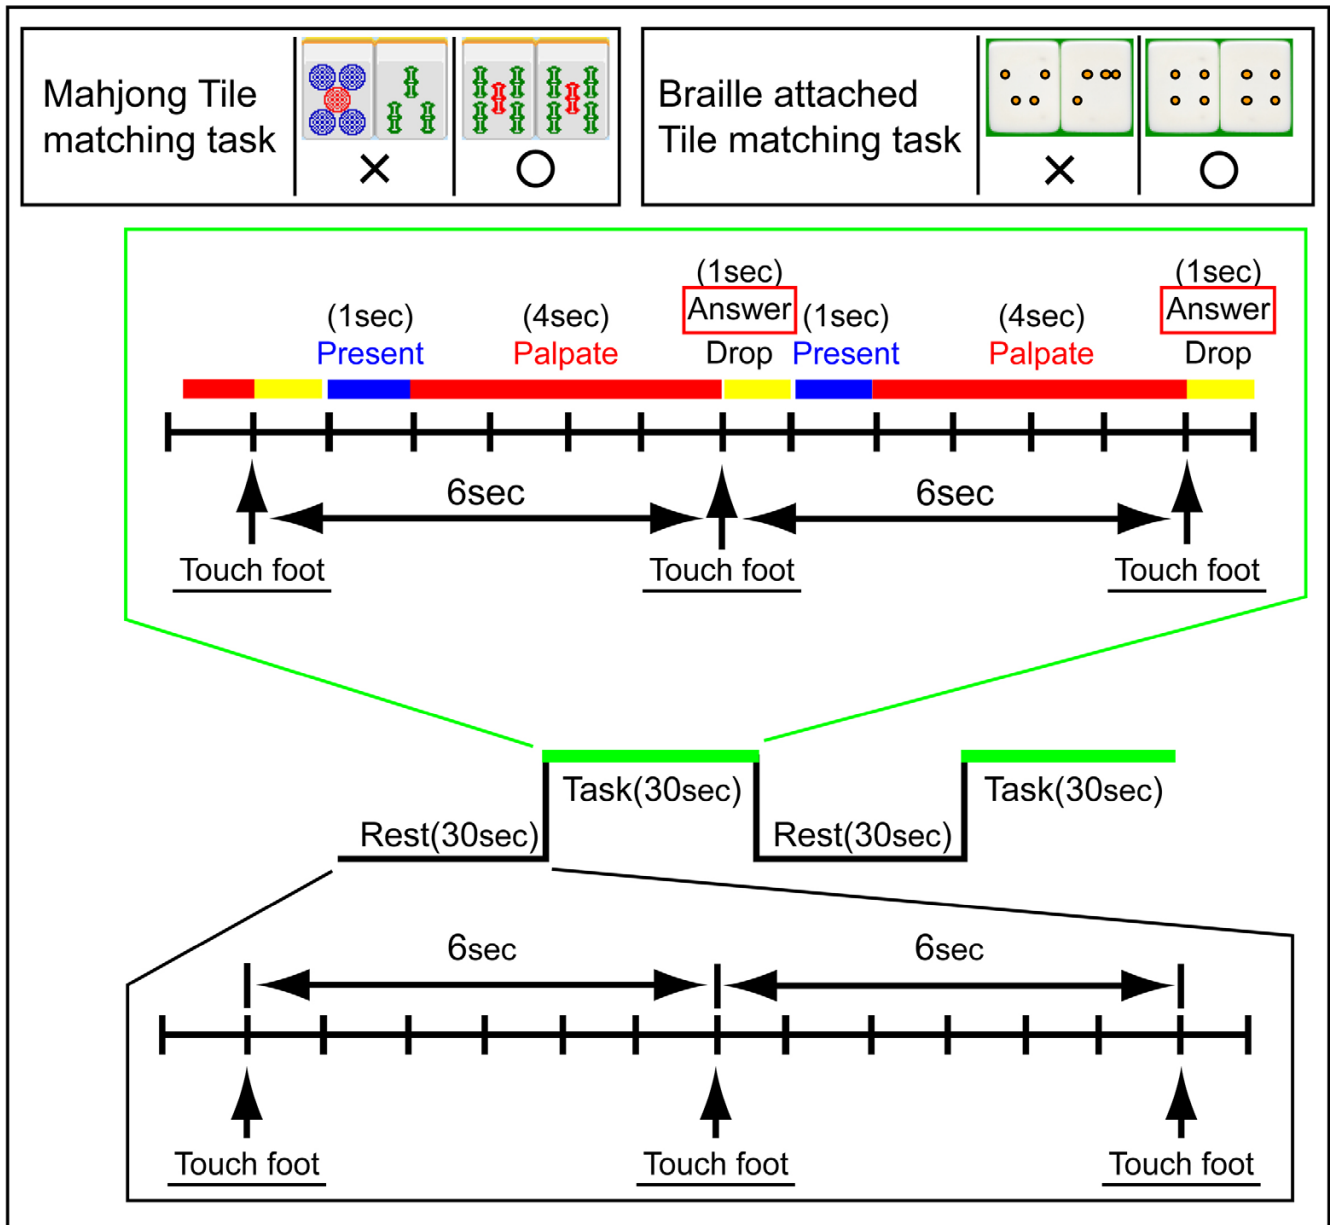 Mahjong Tile
matching task
×
○
Braille attached
Tile matching task
×
○
(1sec)
Answer
Drop
(1sec)
Answer
Drop
(1sec)
Present
(4sec)
Palpate
(1sec)
Present
(4sec)
Palpate
6sec
6sec
Touch foot
Touch foot
Touch foot
Task(30sec)
Task(30sec)
Rest(30sec)
Rest(30sec)
6sec
6sec
Touch foot
Touch foot
Touch foot